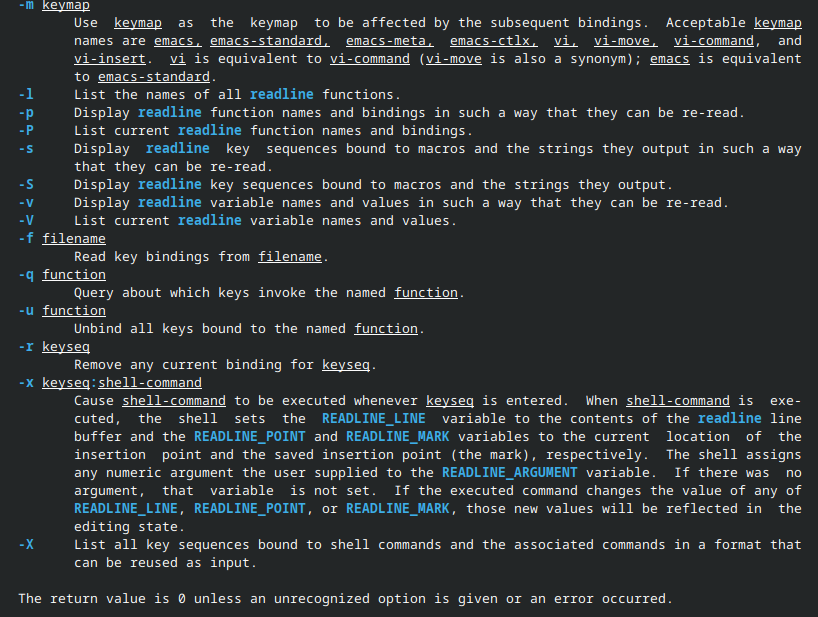 -m keymap
Use keymap as the keymap to be affected by the subsequent bindings. Acceptable keymap
names are emacs, emacs-standard, emacs-meta, emacs-ctlx, vi, vi-move, vi-command, and
vi-insert. vi is equivalent to vi-command (vi-move is also a synonym); emacs is equivalent
to emacs-standard.
-l List the names of all readline functions.
-p Display readline function names and bindings in such a way that they can be re-read.
-P List current readline function names and bindings.
-s Display readline key sequences bound to macros and the strings they output in such a way
that they can be re-read.
-S Display readline key sequences bound to macros and the strings they output.
-v Display readline variable names and values in such a way that they can be re-read.
-V List current readline variable names and values.
-f filename
Read key bindings from filename.
-q function
Query about which keys invoke the named function.
-u function
Unbind all keys bound to the named function.
-r keyseq
Remove any current binding for keyseq.
-x keyseq:shell-command
Cause shell-command to be executed whenever keyseq is entered. When shell-command is exe-
cuted, the shell sets the READLINE_LINE variable to the contents of the readline line
buffer and the READLINE_POINT and READLINE_MARK variables to the current location of the
insertion point and the saved insertion point (the mark), respectively. The shell assigns
any numeric argument the user supplied to the READLINE_ARGUMENT variable. If there was no
argument, that variable is not set. If the executed command changes the value of any of
READLINE_LINE, READLINE_POINT, or READLINE_MARK, those new values will be reflected in the
editing state.
-X List all key sequences bound to shell commands and the associated commands in a format that
can be reused as input.
The return value is 0 unless an unrecognized option is given or an error occurred.